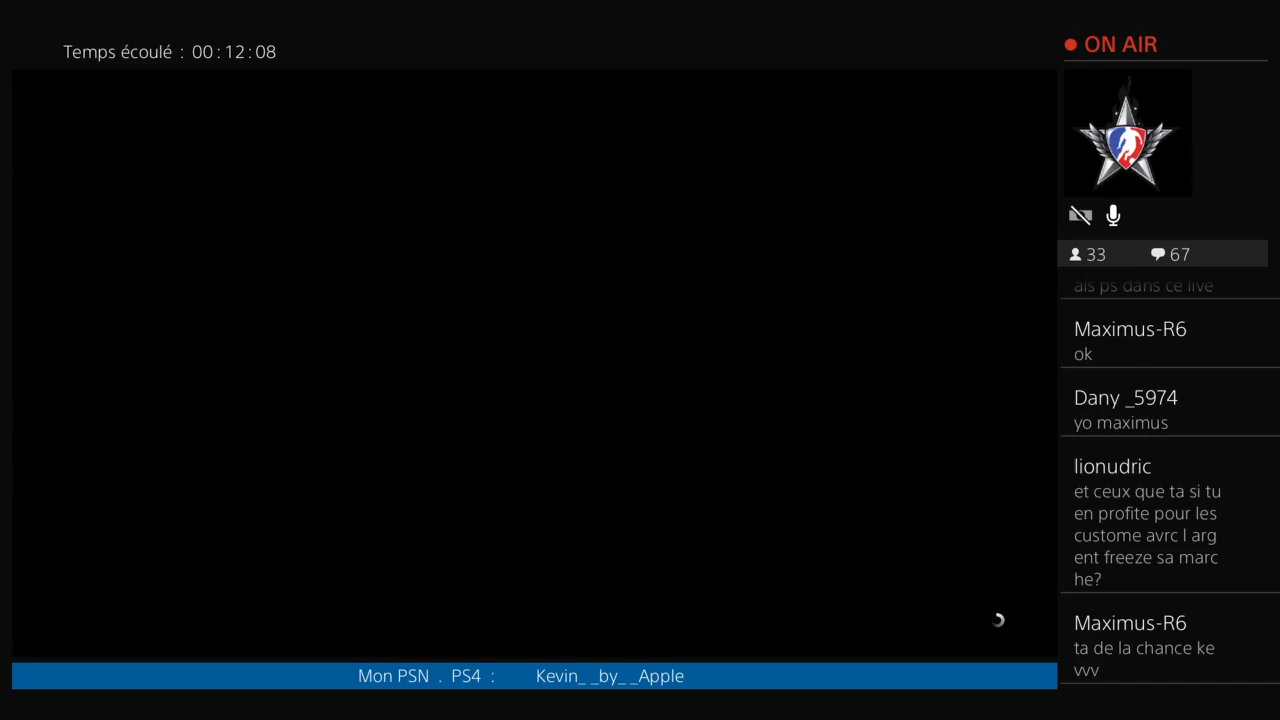 Temps écoulé : 00:12:08
ON AIR
33 67
ais ps dans ce live
Maximus-R6
ok
Dany _5974
yo maximus
lionudric
et ceux que ta si tu
en profite pour les
custome avrc l arg
ent freeze sa marc
he?
Maximus-R6
ta de la chance ke
vvv
Mon PSN . PS4 : Kevin_ _by_ _Apple